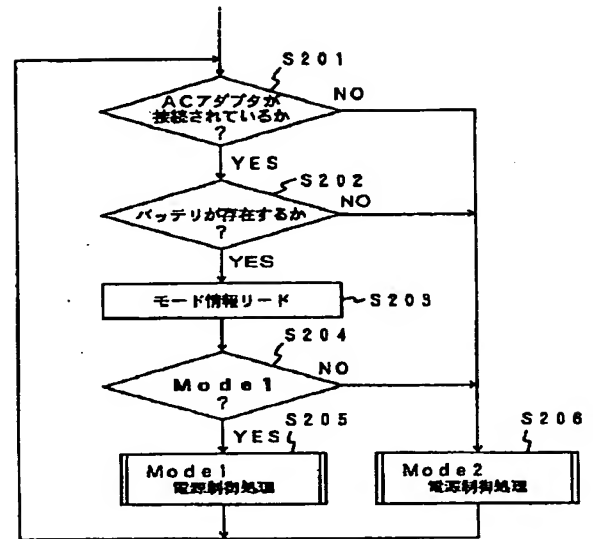 S201
ACアダプタが
接続されているか
?
NO
YES
S202
バッテリが存在するか
?
NO
YES
モード情報リード
S203
S204
Mode1
?
NO
YES
S205
Mode1
電源制御処理
S206
Mode2
電源制御処理